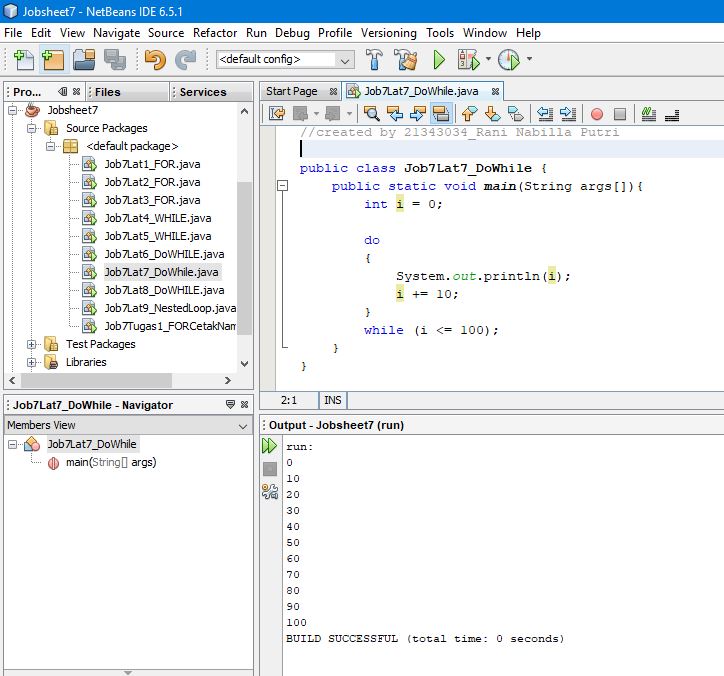 Jobsheet7 - NetBeans IDE 6.5.1
File Edit View Navigate Source Refactor Run Debug Profile Versioning Tools Window Help
<default config>
Pro...
Files
Services
Jobsheet7
Source Packages
<default package>
Job7Lat1_FOR.java
Job7Lat2_FOR.java
Job7Lat3_FOR.java
Job7Lat4_WHILE.java
Job7Lat5_WHILE.java
Job7Lat6_DoWHILE.java
Job7Lat7_DoWhile.java
Job7Lat8_DoWHILE.java
Job7Lat9_NestedLoop.java
Job7Tugas1_FORCetakNam
Test Packages
Libraries
Job7Lat7_DoWhile - Navigator
Members View
Job7Lat7_DoWhile
main(String[] args)
Start Page
Job7Lat7_DoWhile.java
//created by 21343034_Rani Nabilla Putri
public class Job7Lat7_DoWhile {
public static void main(String args[]){
int i = 0;
do
{
System.out.println(i);
i += 10;
}
while (i <= 100);
}
}
2:1 INS
Output - Jobsheet7 (run)
run:
0
10
20
30
40
50
60
70
80
90
100
BUILD SUCCESSFUL (total time: 0 seconds)